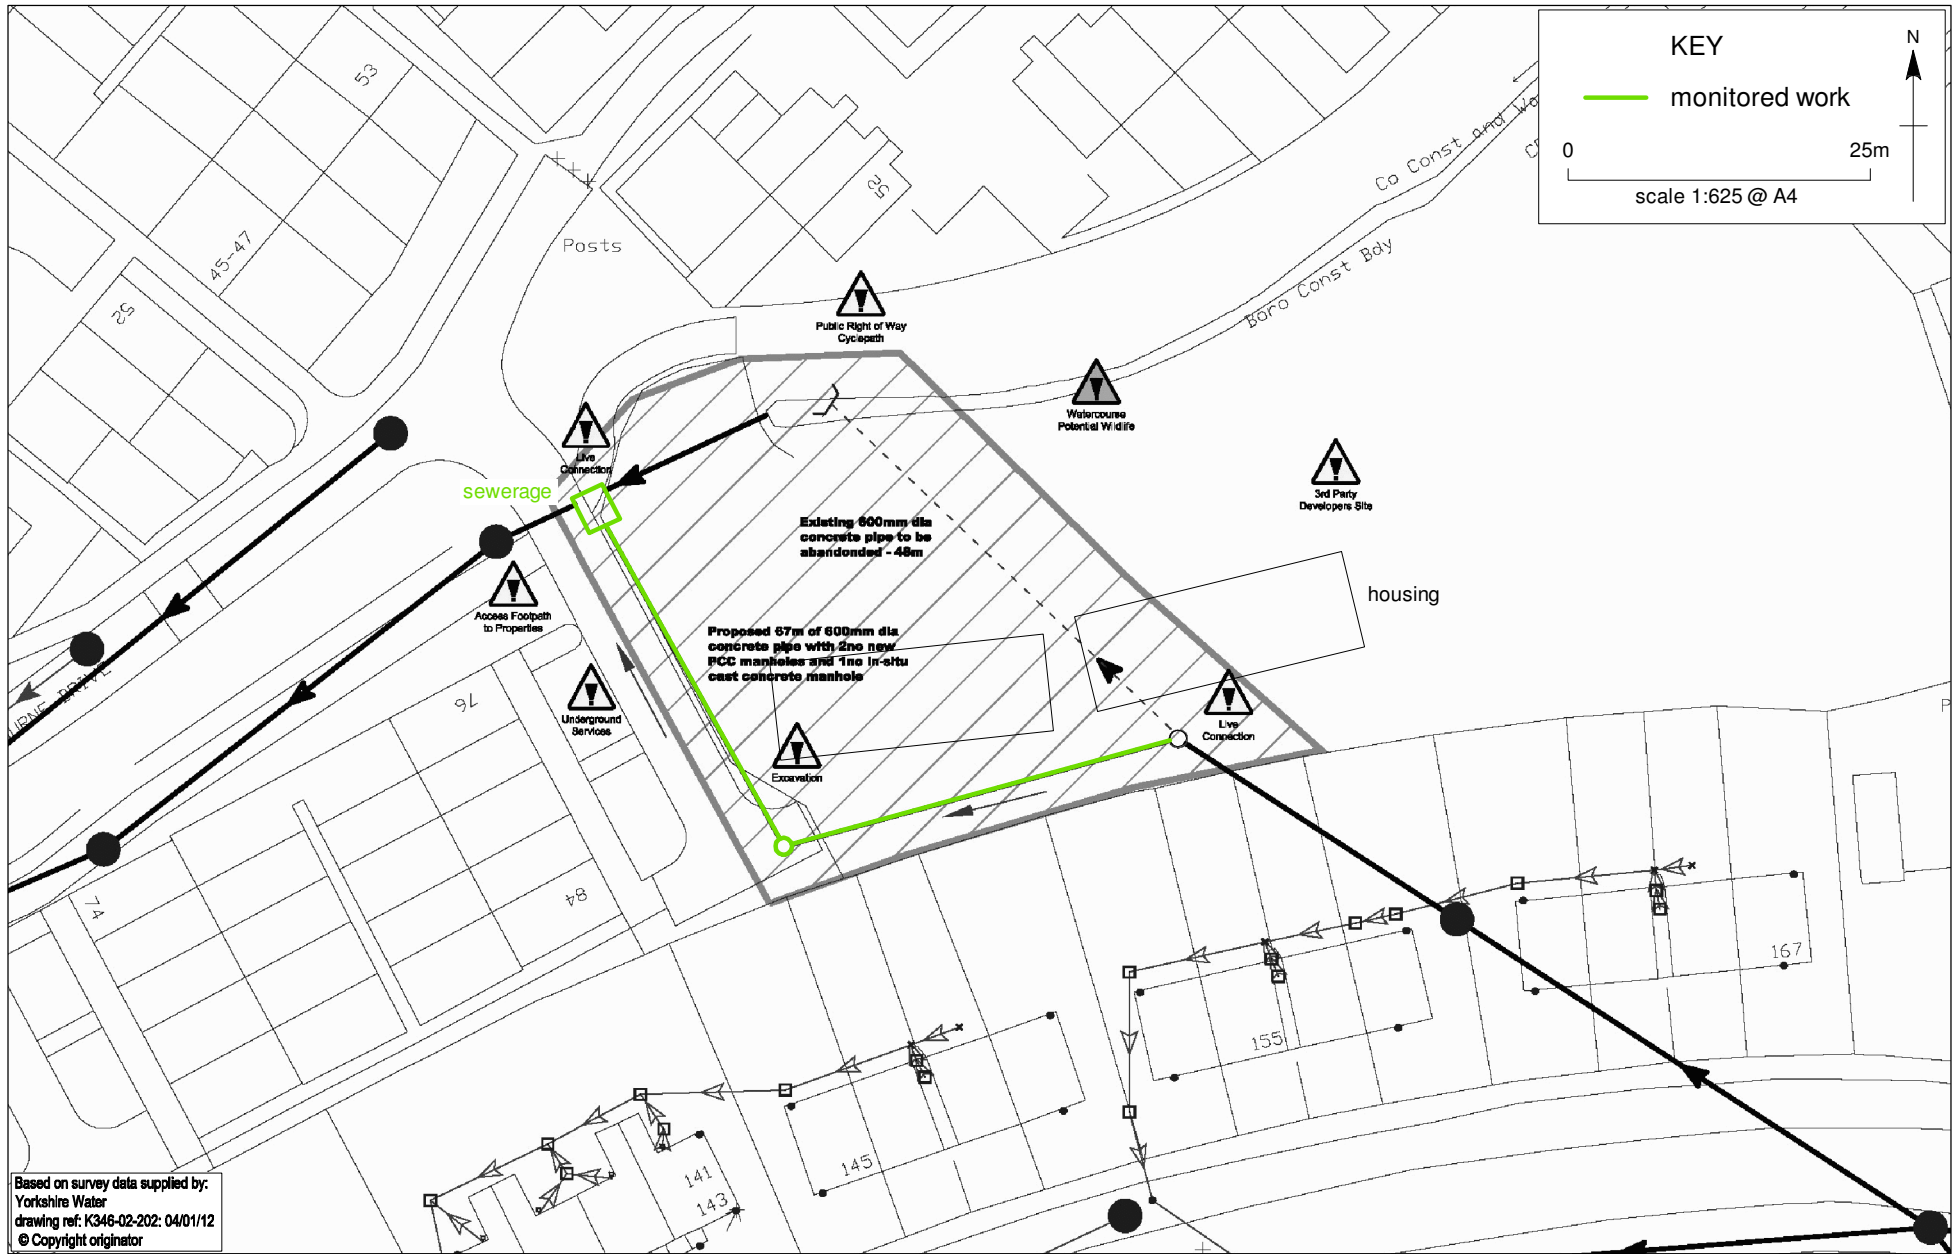 KEY
N
monitored work
0
25m
scale 1:625 @ A4
53
45-47
52
52
Posts
Co Const and
Boro Const Bdy
Public Right of Way
Cyclepath
Watercourse
Potential Wildlife
3rd Party
Developers Site
Live
Connection
sewerage
Existing 600mm dia
concrete pipe to be
abandonded - 48m
housing
Access Footpath
to Properties
Proposed 67m of 600mm dia
concrete pipe with 2no new
PCC manholes and 1no in-situ
cast concrete manhole
Underground
Services
Live
Connection
Excavation
DRIVE
76
74
84
167
155
145
141
143
Based on survey data supplied by:
Yorkshire Water
drawing ref: K346-02-202: 04/01/12
© Copyright originator